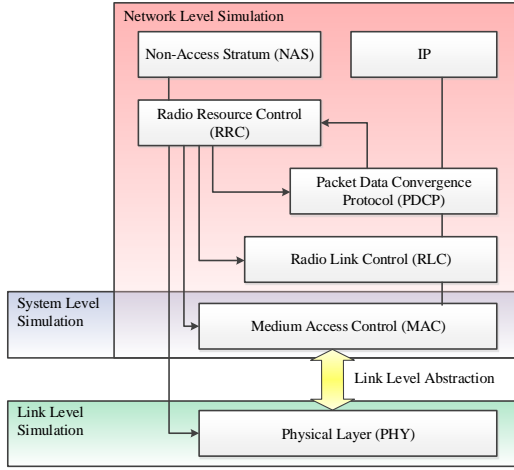 Network Level Simulation
Non-Access Stratum (NAS)
IP
Radio Resource Control
(RRC)
Packet Data Convergence
Protocol (PDCP)
Radio Link Control (RLC)
System Level
Simulation
Medium Access Control (MAC)
Link Level Abstraction
Link Level
Simulation
Physical Layer (PHY)